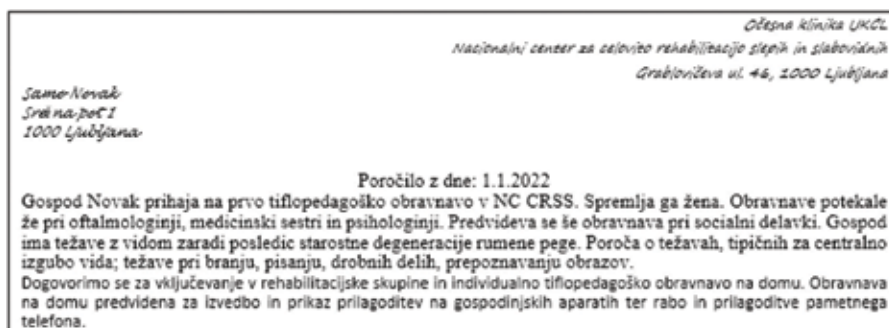 Očesna klinika UKCL
Nacionalni center za celovito rehabilitacijo slepih in slabovidnih
Grablovičeva ul. 46, 1000 Ljubljana
Samo Novak
Srečna pot 1
1000 Ljubljana
Poročilo z dne: 1.1.2022
Gospod Novak prihaja na prvo tiflopedagoško obravnavo v NC CRSS. Spremlja ga žena. Obravnave potekale
že pri oftalmologinji, medicinski sestri in psihologinji. Predvideva se še obravnava pri socialni delavki. Gospod
ima težave z vidom zaradi posledic starostne degeneracije rumene pege. Poroča o težavah, tipičnih za centralno
izgubo vida; težave pri branju, pisanju, drobnih delih, prepoznavanju obrazov.
Dogovorimo se za vključevanje v rehabilitacijske skupine in individualno tiflopedagoško obravnavo na domu. Obravnava
na domu predvidena za izvedbo in prikaz prilagoditev na gospodinjskih aparatih ter rabo in prilagoditve pametnega
telefona.